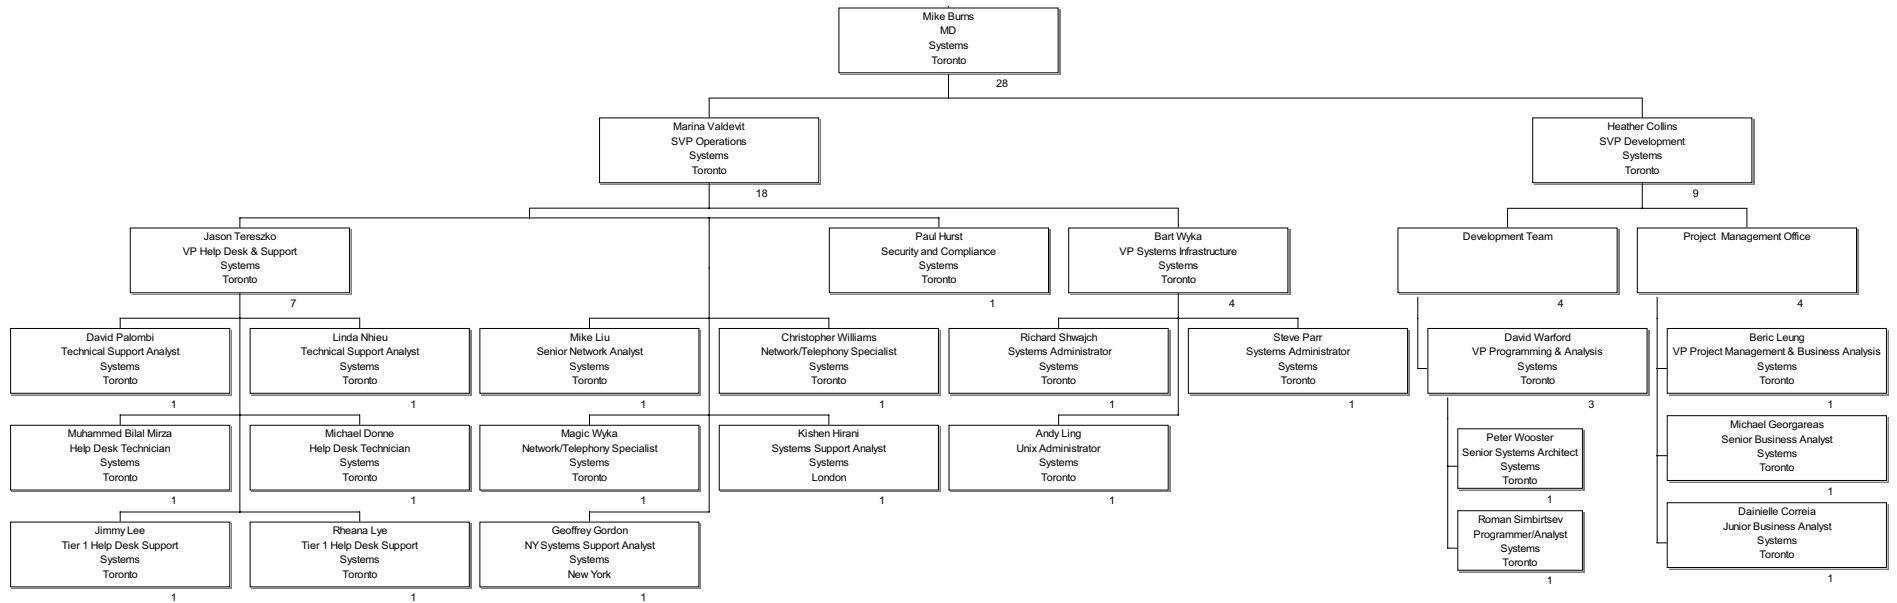 Mike Burns
MD
Systems
Toronto
28
Marina Valdevit
SVP Operations
Systems
Toronto
18
Heather Collins
SVP Development
Systems
Toronto
9
Jason Tereszko
VP Help Desk & Support
Systems
Toronto
7
Paul Hurst
Security and Compliance
Systems
Toronto
1
Bart Wyka
VP Systems Infrastructure
Systems
Toronto
4
Development Team
4
Project Management Office
4
David Palombi
Technical Support Analyst
Systems
Toronto
1
Linda Nhieu
Technical Support Analyst
Systems
Toronto
1
Mike Liu
Senior Network Analyst
Systems
Toronto
1
Christopher Williams
Network/Telephony Specialist
Systems
Toronto
1
Richard Shwajch
Systems Administrator
Systems
Toronto
1
Steve Parr
Systems Administrator
Systems
Toronto
1
David Warford
VP Programming & Analysis
Systems
Toronto
3
Beric Leung
VP Project Management & Business Analysis
Systems
Toronto
1
Muhammed Bilal Mirza
Help Desk Technician
Systems
Toronto
1
Michael Donne
Help Desk Technician
Systems
Toronto
1
Magic Wyka
Network/Telephony Specialist
Systems
Toronto
1
Kishen Hirani
Systems Support Analyst
Systems
London
1
Andy Ling
Unix Administrator
Systems
Toronto
1
Peter Wooster
Senior Systems Architect
Systems
Toronto
1
Michael Georgareas
Senior Business Analyst
Systems
Toronto
1
Jimmy Lee
Tier 1 Help Desk Support
Systems
Toronto
1
Rheana Lye
Tier 1 Help Desk Support
Systems
Toronto
1
Geoffrey Gordon
NY Systems Support Analyst
Systems
New York
1
Roman Simbirtsev
Programmer/Analyst
Systems
Toronto
1
Dainielle Correia
Junior Business Analyst
Systems
Toronto
1